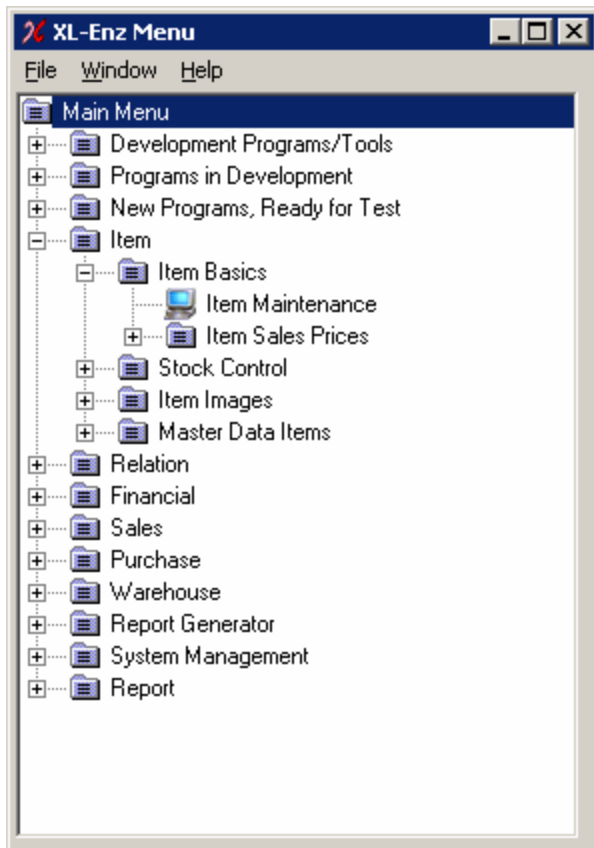 XL-Enz Menu
File Window Help
Main Menu
Development Programs/Tools
Programs in Development
New Programs, Ready for Test
Item
Item Basics
Item Maintenance
Item Sales Prices
Stock Control
Item Images
Master Data Items
Relation
Financial
Sales
Purchase
Warehouse
Report Generator
System Management
Report